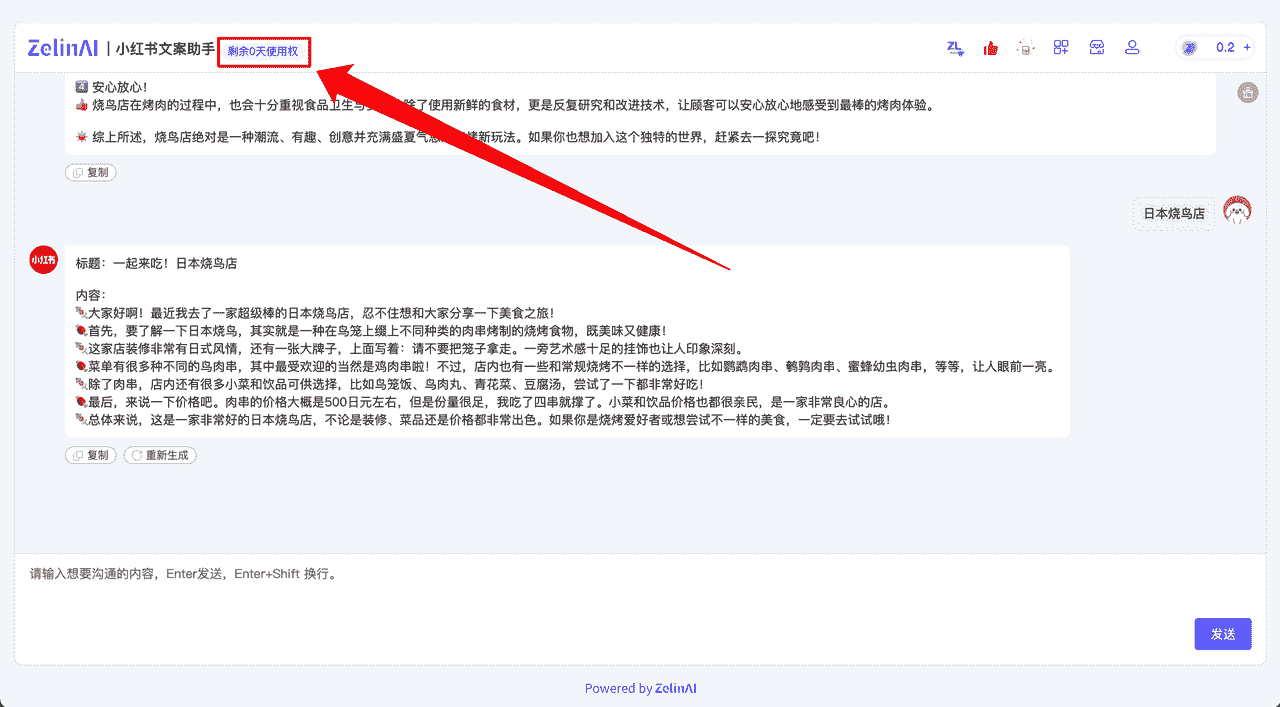 ZelinAI | 小红书文案助手 剩余0天使用权
ZL 0.2 +
4 安心放心！
烧鸟店在烤肉的过程中，也会十分重视食品卫生与 除了使用新鲜的食材，更是反复研究和改进技术，让顾客可以安心放心地感受到最棒的烤肉体验。
综上所述，烧鸟店绝对是一种潮流、有趣、创意并充满盛夏气 烤新玩法。如果你也想加入这个独特的世界，赶紧去一探究竟吧！
复制
日本烧鸟店
小红书
标题：一起来吃！日本烧鸟店
内容：
大家好啊！最近我去了一家超级棒的日本烧鸟店，忍不住想和大家分享一下美食之旅！
首先，要了解一下日本烧鸟，其实就是一种在鸟笼上缀上不同种类的肉串烤制的烧烤食物，既美味又健康！
这家店装修非常有日式风情，还有一张大牌子，上面写着：请不要把笼子拿走。一旁艺术感十足的挂饰也让人印象深刻。
菜单有很多种不同的鸟肉串，其中最受欢迎的当然是鸡肉串啦！不过，店内也有一些和常规烧烤不一样的选择，比如鹦鹉肉串、鹌鹑肉串、蜜蜂幼虫肉串，等等，让人眼前一亮。
除了肉串，店内还有很多小菜和饮品可供选择，比如鸟笼饭、鸟肉丸、青花菜、豆腐汤，尝试了一下都非常好吃！
最后，来说一下价格吧。肉串的价格大概是500日元左右，但是份量很足，我吃了四串就撑了。小菜和饮品价格也都很亲民，是一家非常良心的店。
总体来说，这是一家非常好的日本烧鸟店，不论是装修、菜品还是价格都非常出色。如果你是烧烤爱好者或想尝试不一样的美食，一定要去试试哦！
复制 重新生成
请输入想要沟通的内容，Enter发送，Enter+Shift 换行。
发送
Powered by ZelinAI